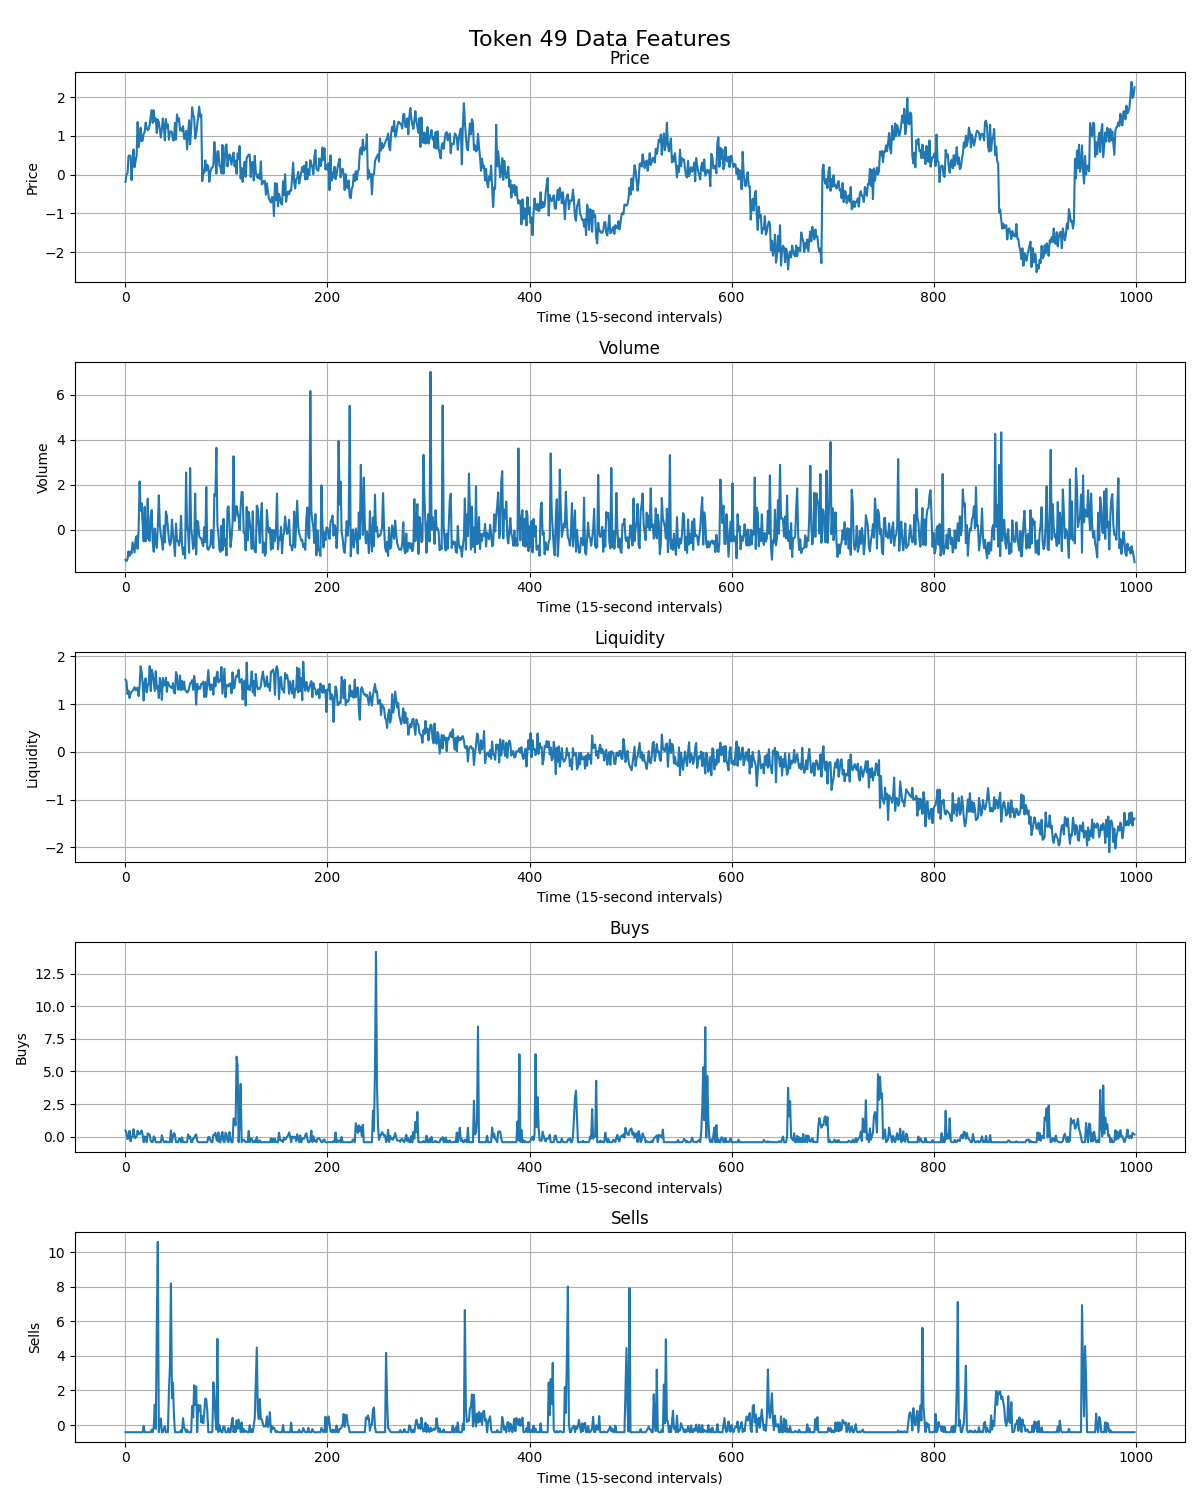 Token 49 Data Features
Price
2
1
0
−1
−2
Price
0 200 400 600 800 1000
Time (15-second intervals)
Volume
6
4
2
0
Volume
0 200 400 600 800 1000
Time (15-second intervals)
Liquidity
2
1
0
−1
−2
Liquidity
0 200 400 600 800 1000
Time (15-second intervals)
Buys
12.5
10.0
7.5
5.0
2.5
0.0
Buys
0 200 400 600 800 1000
Time (15-second intervals)
Sells
10
8
6
4
2
0
Sells
0 200 400 600 800 1000
Time (15-second intervals)